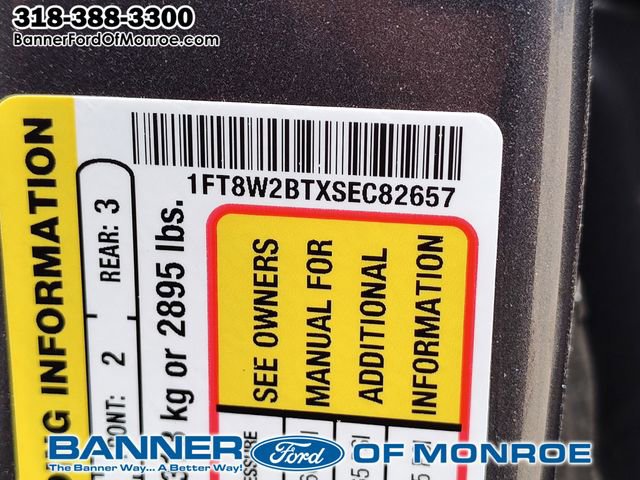 318-388-3300
BannerFordOfMonroe.com
1FT8W2BTXSEC82657
INFORMATION
REAR: 3
2
kg or 2895 lbs.
SEE OWNERS
MANUAL FOR
ADDITIONAL
INFORMATION
BANNER Ford OF MONROE
The Banner Way... A Better Way!